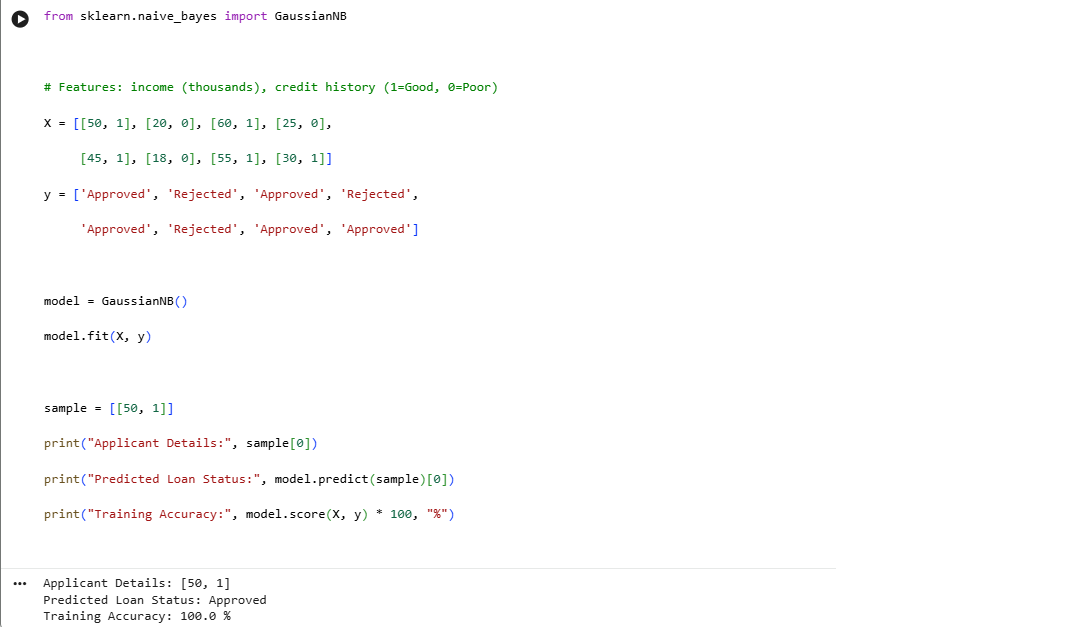 from sklearn.naive_bayes import GaussianNB
# Features: income (thousands), credit history (1=Good, 0=Poor)
X = [[50, 1], [20, 0], [60, 1], [25, 0],
     [45, 1], [18, 0], [55, 1], [30, 1]]
y = ['Approved', 'Rejected', 'Approved', 'Rejected',
     'Approved', 'Rejected', 'Approved', 'Approved']
model = GaussianNB()
model.fit(X, y)
sample = [[50, 1]]
print("Applicant Details:", sample[0])
print("Predicted Loan Status:", model.predict(sample)[0])
print("Training Accuracy:", model.score(X, y) * 100, "%")
Applicant Details: [50, 1]
Predicted Loan Status: Approved
Training Accuracy: 100.0 %